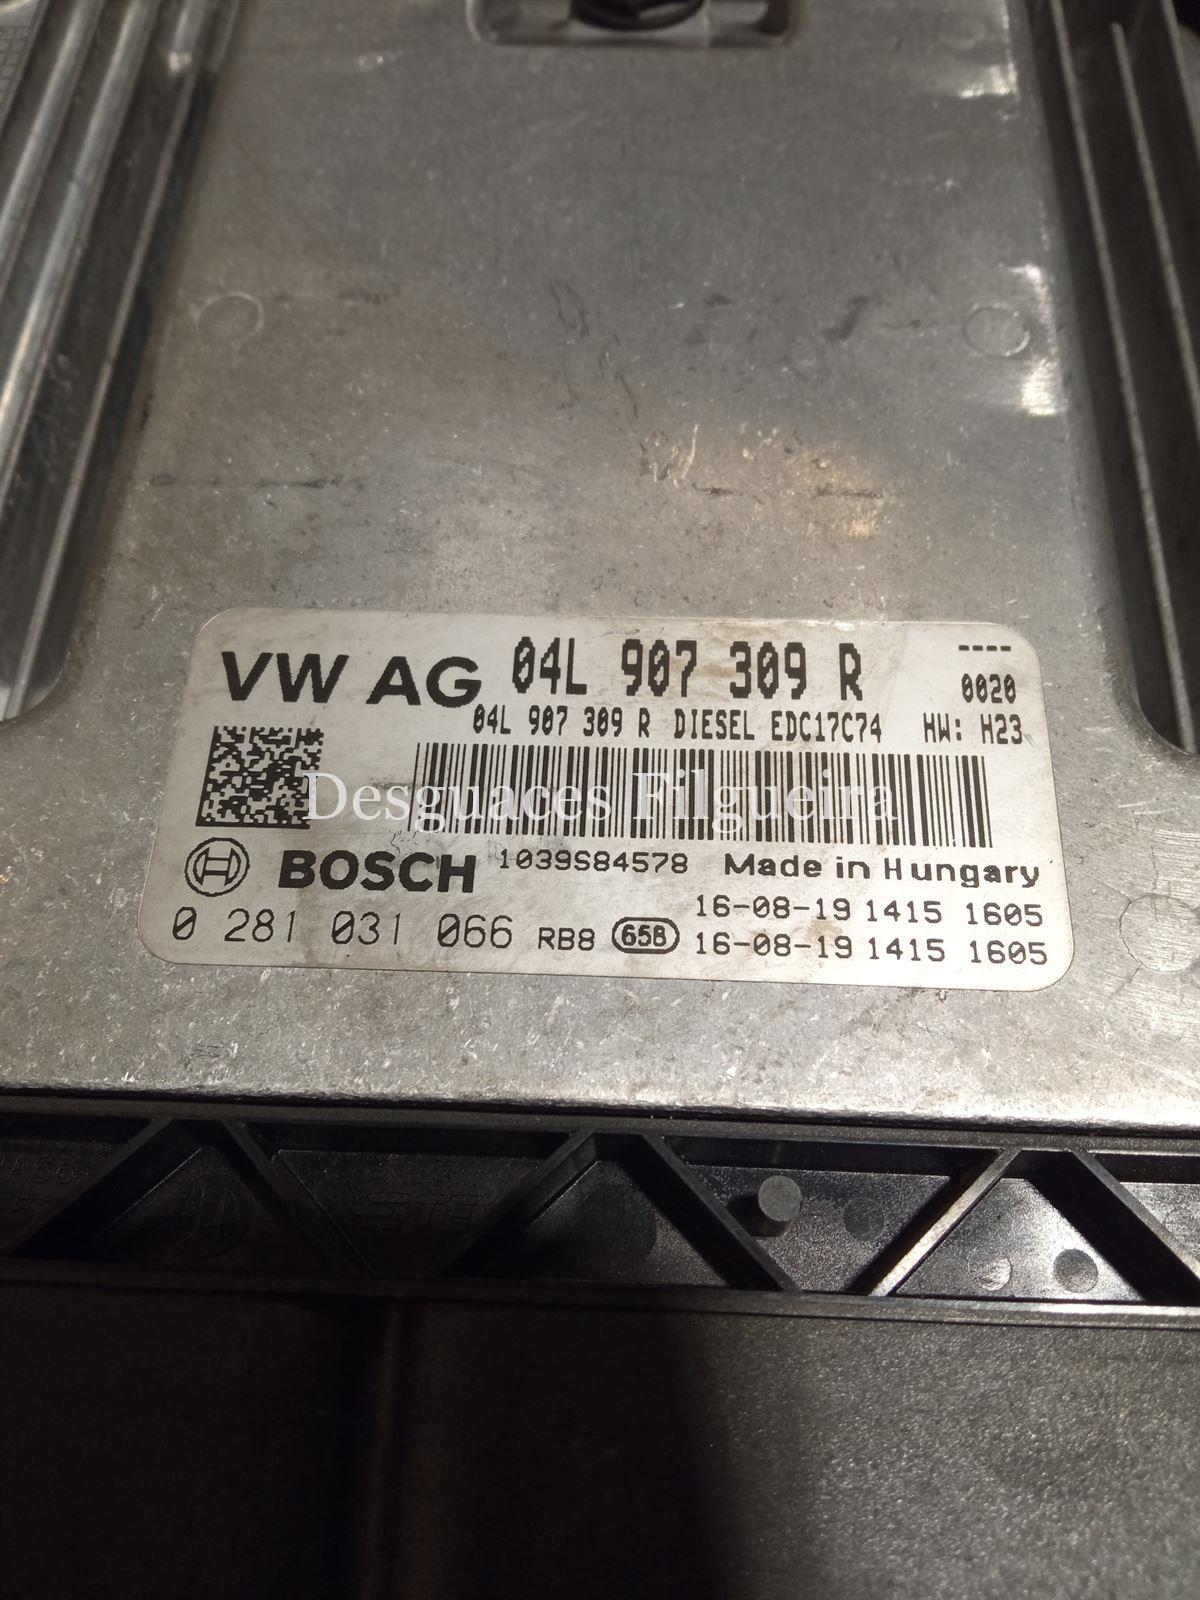 VW AG 04L 907 309 R ----
0020
04L 907 309 R DIESEL EDC17C74 HW: H23
Desguaces Filgueira
BOSCH 1039S84578 Made in Hungary
16-08-19 1415 1605
0 281 031 066 RB8 658 16-08-19 1415 1605